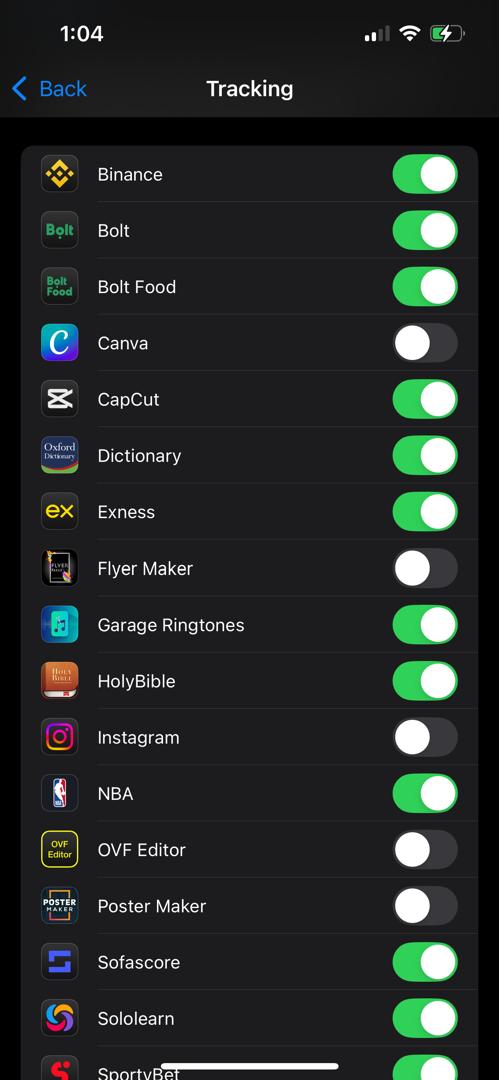 1:04
Back
Tracking
Binance
Bolt
Bolt
Bolt Food
Bolt
Food
Canva
C
CapCut
Oxford
Dictionary
Dictionary
ex
Exness
FLYER
Flyer Maker
Garage Ringtones
HOLY
BIBLE
HolyBible
Instagram
NBA
NBA
OVF
Editor
OVF Editor
POSTER
MAKER
Poster Maker
Sofascore
Sololearn
SportyBet